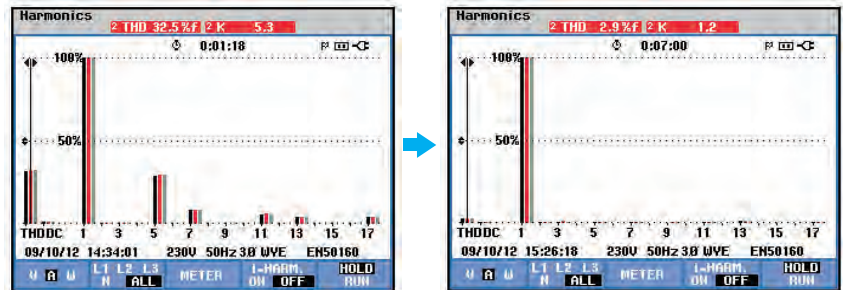 Harmonics
2 THD 32.5%f 2 K 5.3
0:01:18
100%
50%
THDDC 1 3 5 7 9 11 13 15 17
09/10/12 14:34:01 230V 50Hz 3Ø WYE EN50160
V A W L1 L2 L3 N ALL METER I-HARM. ON OFF HOLD RUN
Harmonics
2 THD 2.9%f 2 K 1.2
0:07:00
100%
50%
THDDC 1 3 5 7 9 11 13 15 17
09/10/12 15:26:18 230V 50Hz 3Ø WYE EN50160
V A W L1 L2 L3 N ALL METER I-HARM. ON OFF HOLD RUN